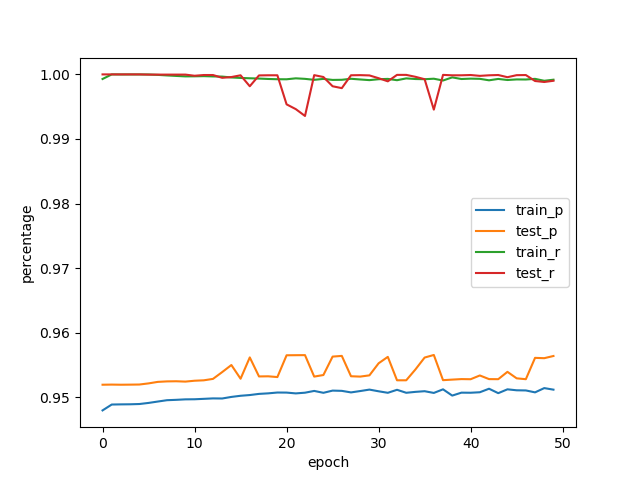 1.00
0.99
0.98
0.97
0.96
0.95
percentage
train_p
test_p
train_r
test_r
0 10 20 30 40 50
epoch